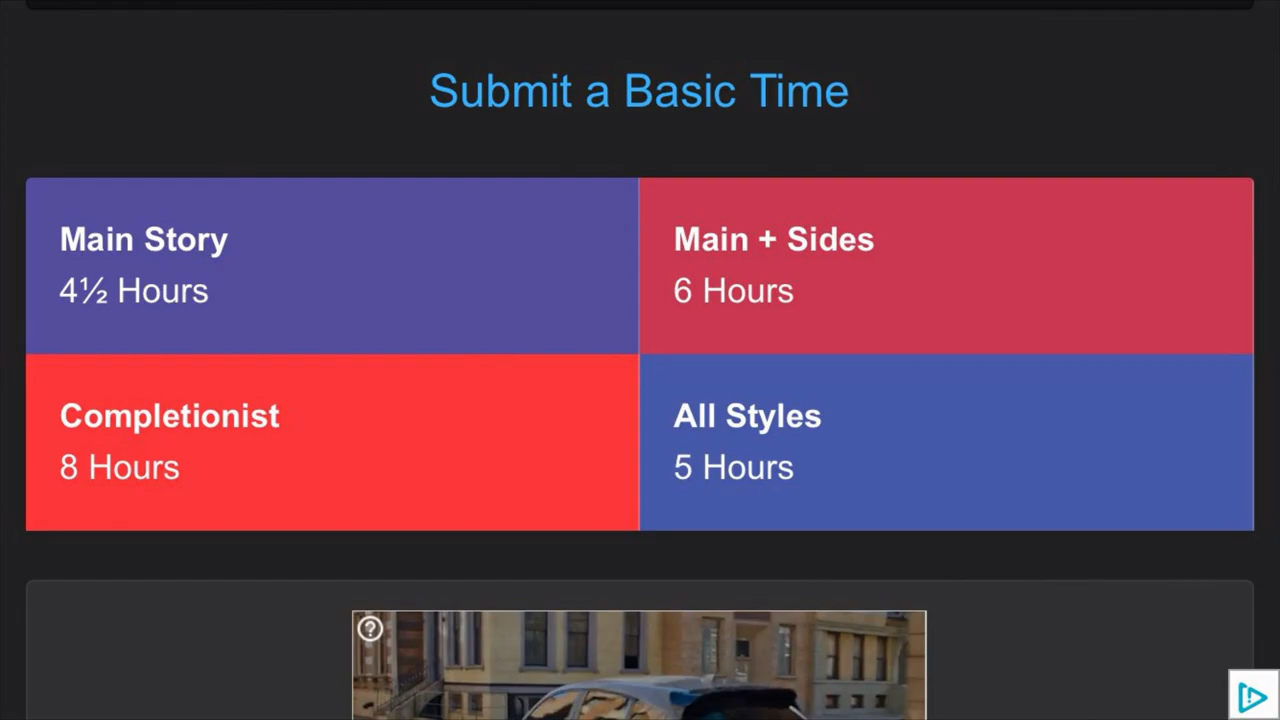 Submit a Basic Time
Main Story
4½ Hours
Main + Sides
6 Hours
Completionist
8 Hours
All Styles
5 Hours